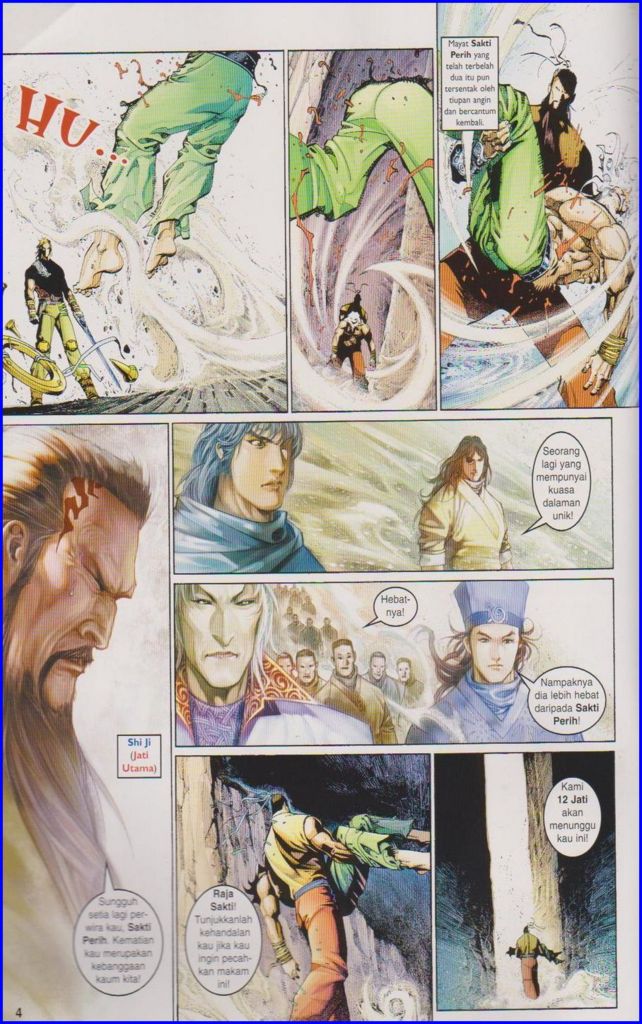 HU...
Mayat Sakti
Perih yang
telah terbelah
dua itu pun
tersentak oleh
tiupan angin
dan bercantum
kembali.
Seorang
lagi yang
mempunyai
kuasa
dalaman
unik!
Hebat-
nya!
Nampaknya
dia lebih hebat
daripada Sakti
Perih!
Shi Ji
(Jati
Utama)
Sungguh
setia lagi per-
wira kau, Sakti
Perih. Kematian
kau merupakan
kebanggaan
kaum kita!
Raja
Sakti!
Tunjukkanlah
kehandalan
kau jika kau
ingin pecah-
kan makam
ini!
Kami
12 Jati
akan
menunggu
kau ini!
4